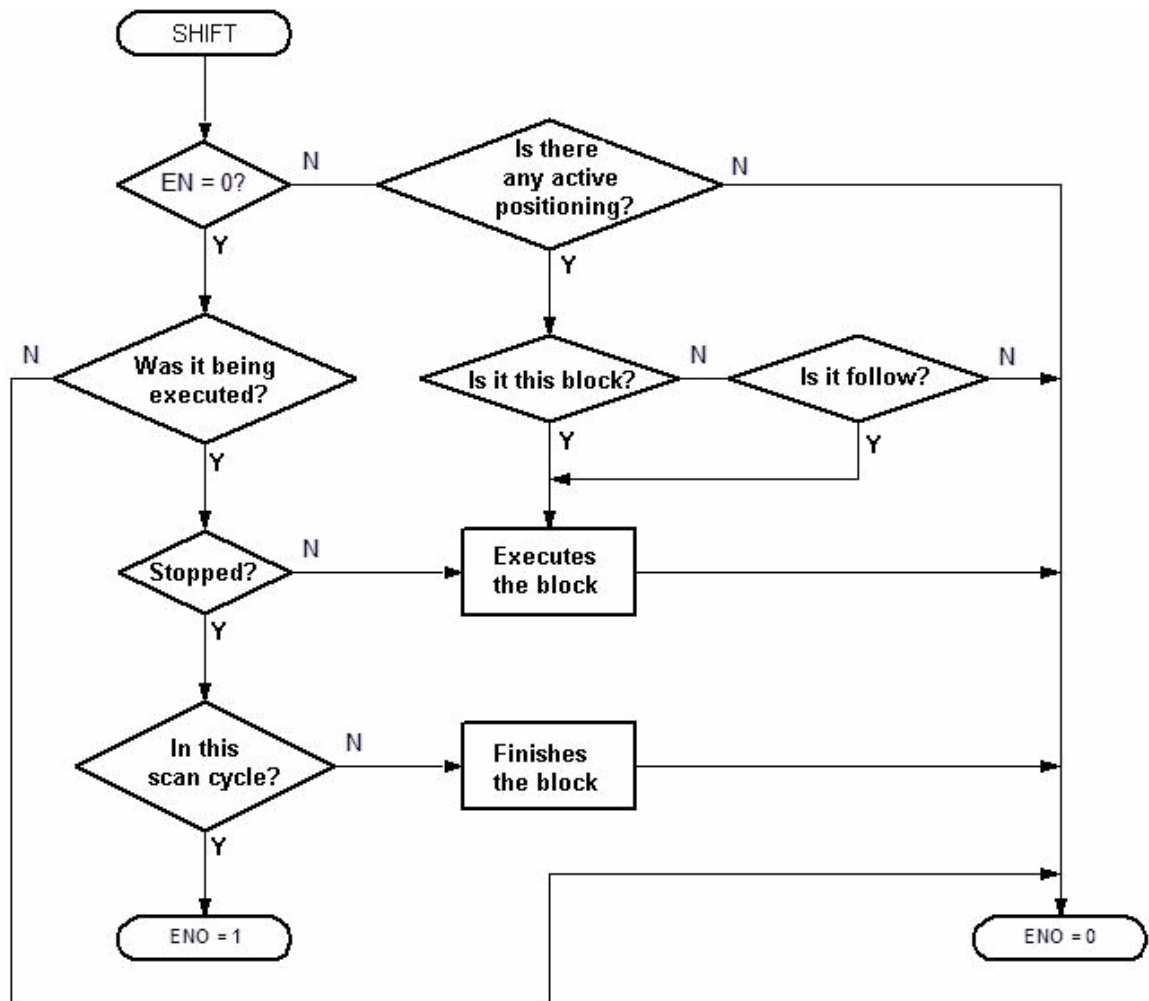 SHIFT
EN = 0?
N
Is there
any active
positioning?
N
Y
Y
N
Was it being
executed?
Is it this block?
N
Is it follow?
N
Y
Y
Y
Stopped?
N
Executes
the block
Y
In this
scan cycle?
N
Finishes
the block
Y
ENO = 1
ENO = 0